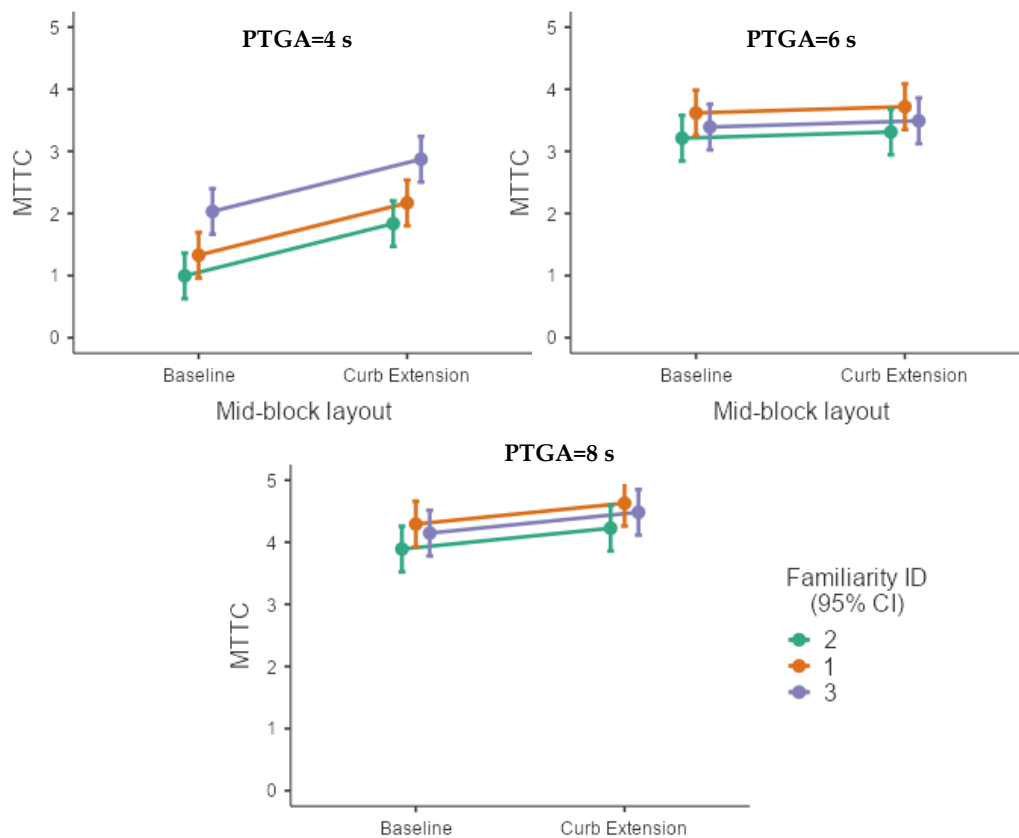 PTGA=4 s
5
4
3
2
1
0
MTTC
Baseline Curb Extension
Mid-block layout
PTGA=6 s
5
4
3
2
1
0
MTTC
Baseline Curb Extension
Mid-block layout
PTGA=8 s
5
4
3
2
1
0
MTTC
Baseline Curb Extension
Familiarity ID
(95% CI)
2
1
3